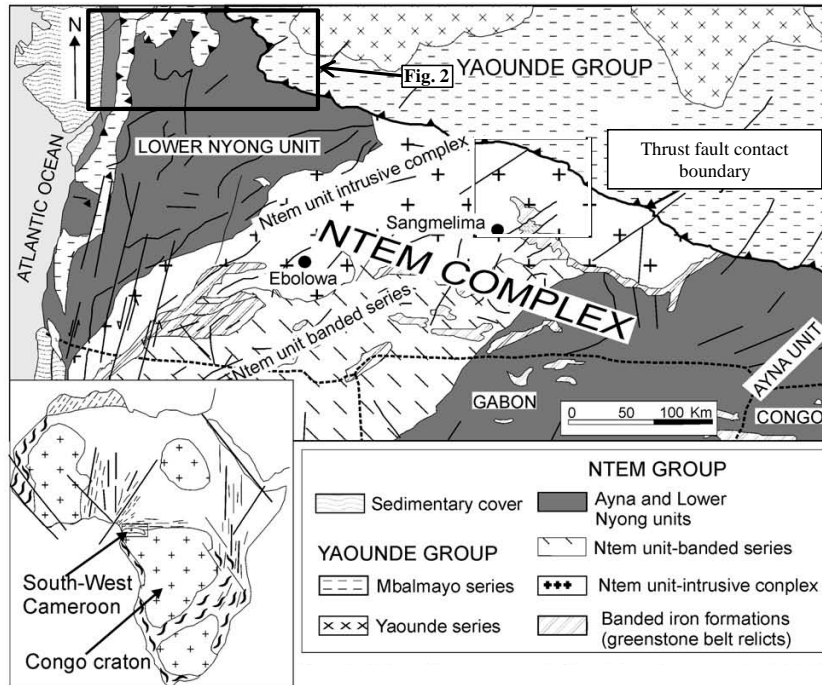 N
Fig. 2
YAOUNDE GROUP
LOWER NYONG UNIT
Thrust fault contact
boundary
ATLANTIC OCEAN
Ntem unit intrusive complex
Sangmelima
NTEM COMPLEX
Ebolowa
Ntem unit banded series
AYNA UNIT
GABON
CONGO
0 50 100 Km
South-West
Cameroon
Congo craton
NTEM GROUP
Sedimentary cover
Ayna and Lower
Nyong units
YAOUNDE GROUP
Ntem unit-banded series
Mbalmayo series
Ntem unit-intrusive conplex
Yaounde series
Banded iron formations
(greenstone belt relicts)